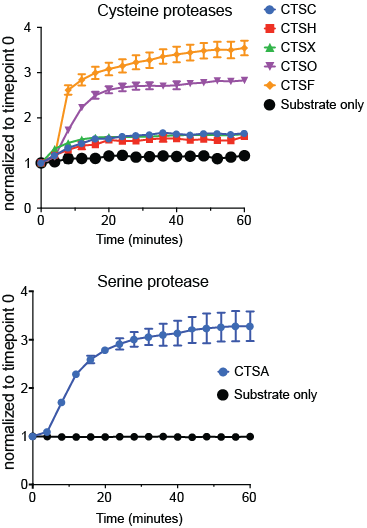 Cysteine proteases
normalized to timepoint 0
4
3
2
1
0
0
20
40
60
Time (minutes)
CTSC
CTSH
CTSX
CTSO
CTSF
Substrate only
Serine protease
normalized to timepoint 0
4
3
2
1
0
0
20
40
60
Time (minutes)
CTSA
Substrate only